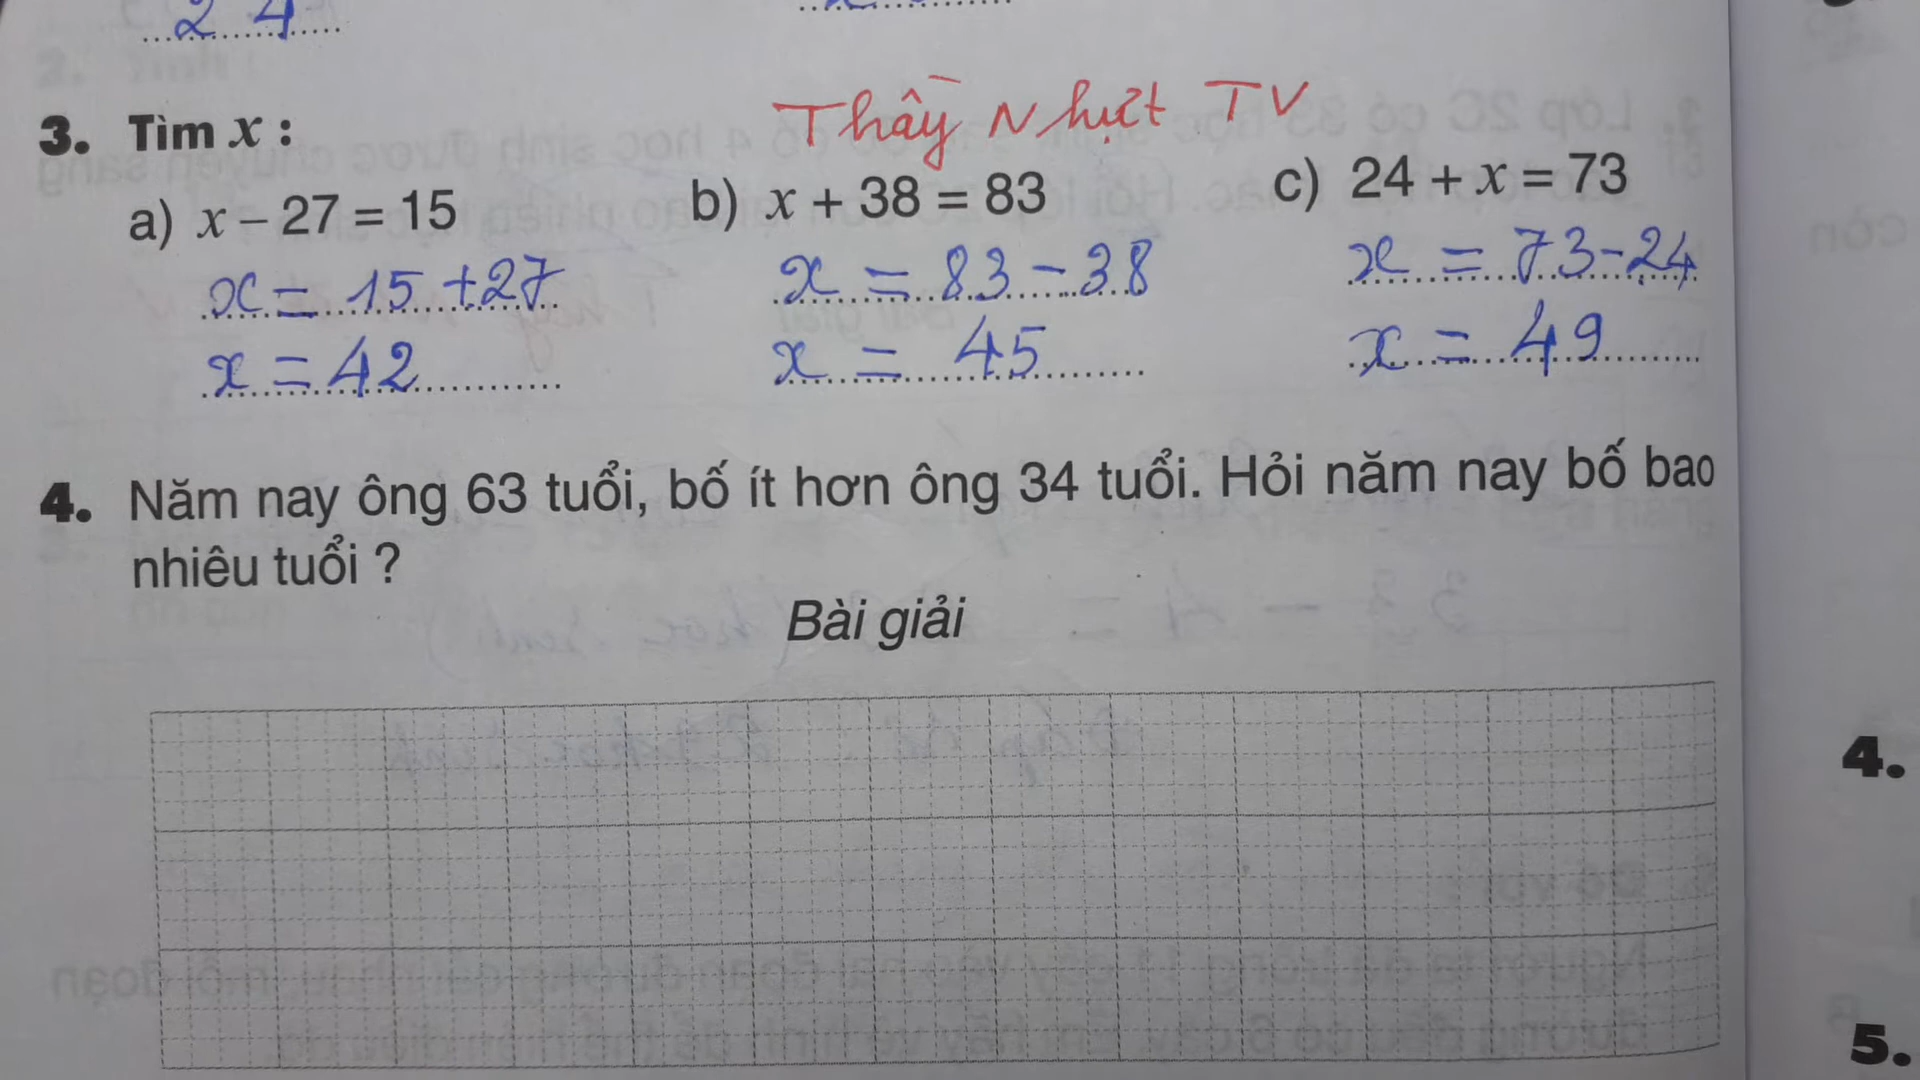 24
3. Tìm x :
Thầy Nhựt TV
a) x – 27 = 15
b) x + 38 = 83
c) 24 + x = 73
x = 15 + 27
x = 83 – 38
x = 73 – 24
x = 42
x = 45
x = 49
4. Năm nay ông 63 tuổi, bố ít hơn ông 34 tuổi. Hỏi năm nay bố bao
nhiêu tuổi ?
Bài giải
4.
5.